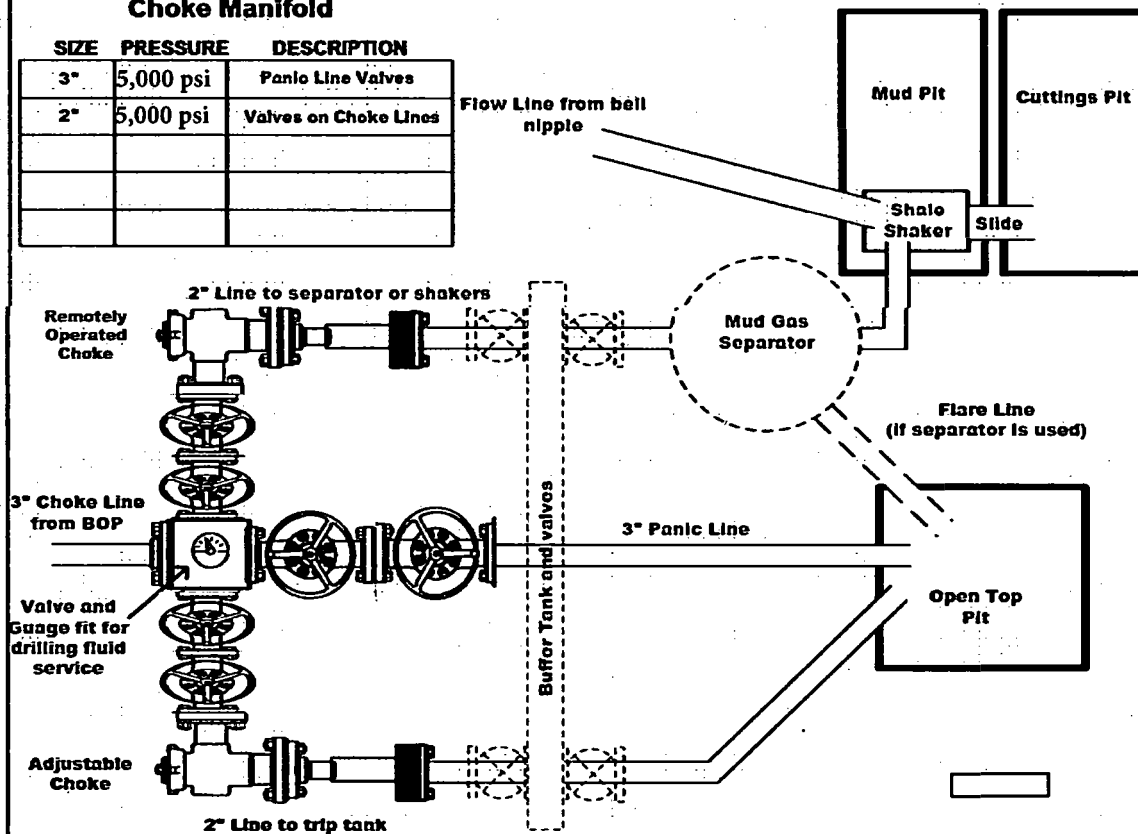 Choke Manifold
SIZE PRESSURE DESCRIPTION
3" 5,000 psi Panic Line Valves
2" 5,000 psi Valves on Choke Lines
Flow Line from bell
nipple
Mud Pit
Cuttings Pit
Shale
Shaker
Slide
2" Line to separator or shakers
Remotely
Operated
Choke
Mud Gas
Separator
Flare Line
(if separator is used)
3" Choke Line
from BOP
Buffer Tank and valves
3" Panic Line
Open Top
Pit
Valve and
Guage fit for
drilling fluid
service
Adjustable
Choke
2" Line to trip tank